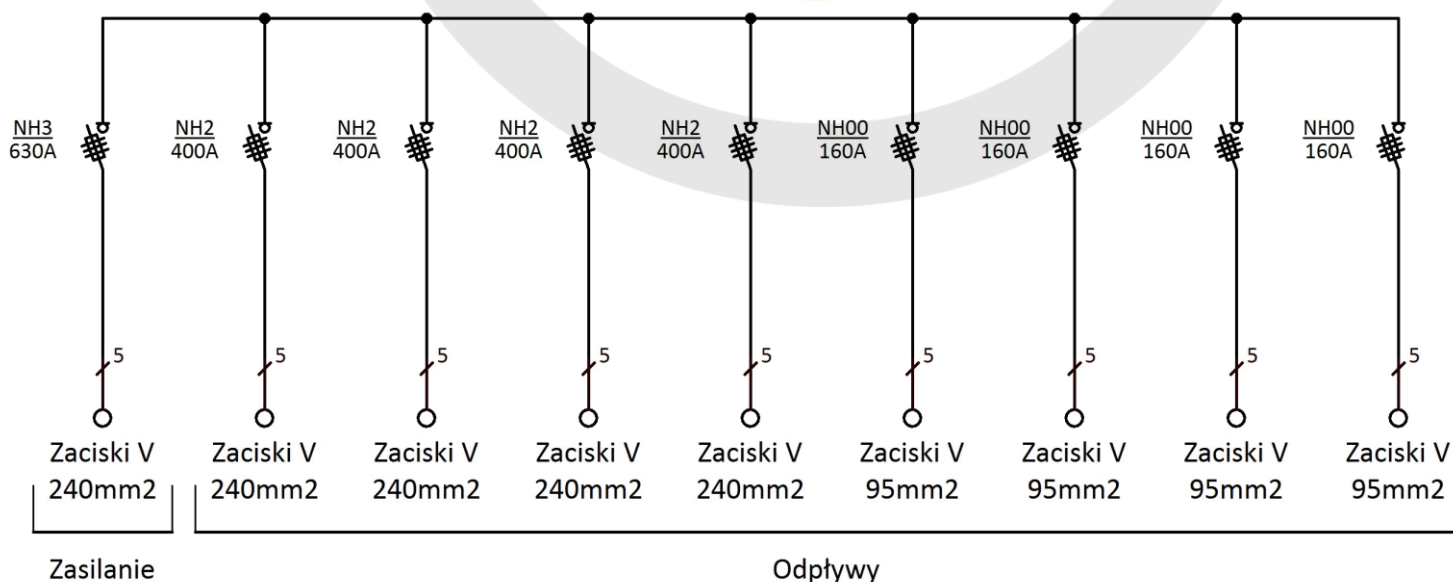 NH3 NH2 NH2 NH2 NH2 NH00 NH00 NH00 NH00
630A 400A 400A 400A 400A 160A 160A 160A 160A
5 5 5 5 5 5 5 5 5
Zaciski V Zaciski V Zaciski V Zaciski V Zaciski V Zaciski V Zaciski V Zaciski V Zaciski V
240mm2 240mm2 240mm2 240mm2 240mm2 95mm2 95mm2 95mm2 95mm2
Zasilanie Odpływy